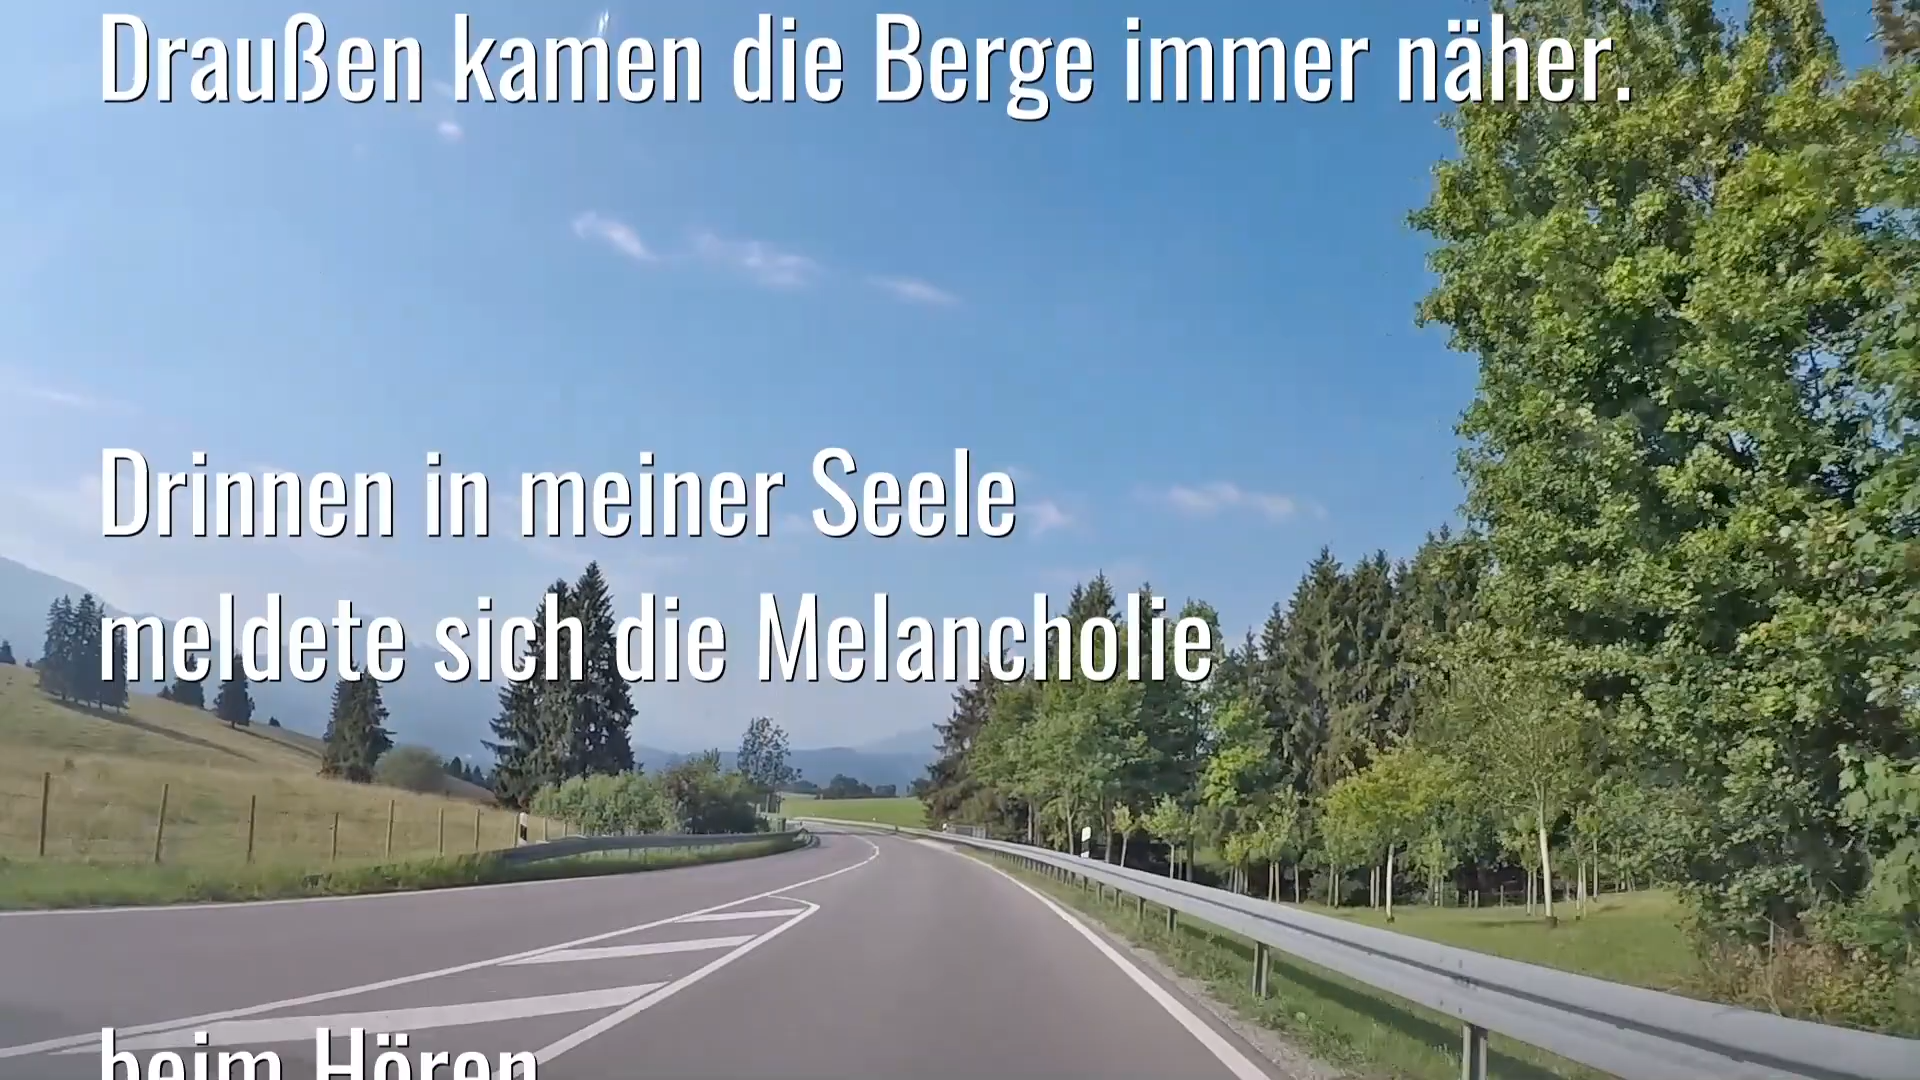 Draußen kamen die Berge immer näher.
Drinnen in meiner Seele
meldete sich die Melancholie
beim Hören